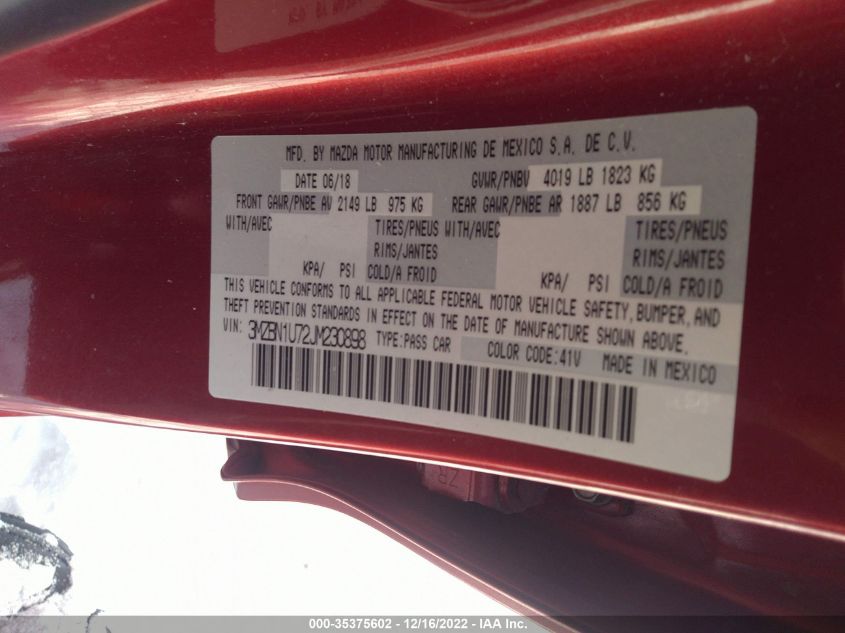 MFD. BY MAZDA MOTOR MANUFACTURING DE MEXICO S.A. DE C.V.
DATE 06/18 GVWR/PNBV 4019 LB 1823 KG
FRONT GAWR/PNBE AV 2149 LB 975 KG REAR GAWR/PNBE AR 1887 LB 856 KG
WITH/AVEC TIRES/PNEUS WITH/AVEC TIRES/PNEUS
RIMS/JANTES RIMS/JANTES
KPA/ PSI COLD/A FROID KPA/ PSI COLD/A FROID
THIS VEHICLE CONFORMS TO ALL APPLICABLE FEDERAL MOTOR VEHICLE SAFETY, BUMPER, AND
THEFT PREVENTION STANDARDS IN EFFECT ON THE DATE OF MANUFACTURE SHOWN ABOVE.
VIN: 3MZBN1U72JM230898 TYPE:PASS CAR COLOR CODE:41V MADE IN MEXICO
000-35375602 - 12/16/2022 - IAA Inc.